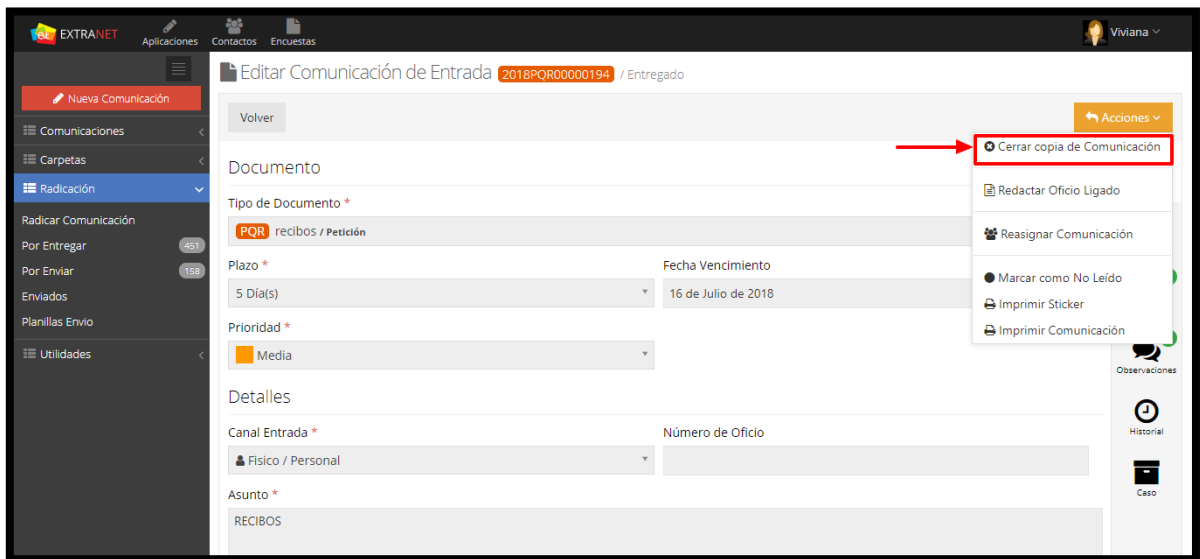 EXTRANET
Aplicaciones
Contactos
Encuestas
Viviana
Nueva Comunicación
Comunicaciones
Carpetas
Radicación
Radicar Comunicación
Por Entregar 451
Por Enviar 158
Enviados
Planillas Envio
Utilidades
Editar Comunicación de Entrada 2018PQR00000194 / Entregado
Volver
Acciones
Cerrar copia de Comunicación
Redactar Oficio Ligado
Reasignar Comunicación
Marcar como No Leído
Imprimir Sticker
Imprimir Comunicación
Documento
Tipo de Documento *
PQR recibos / Petición
Plazo *
5 Día(s)
Fecha Vencimiento
16 de Julio de 2018
Prioridad *
Media
Detalles
Canal Entrada *
Fisico / Personal
Número de Oficio
Asunto *
RECIBOS
Observaciones
Historial
Caso